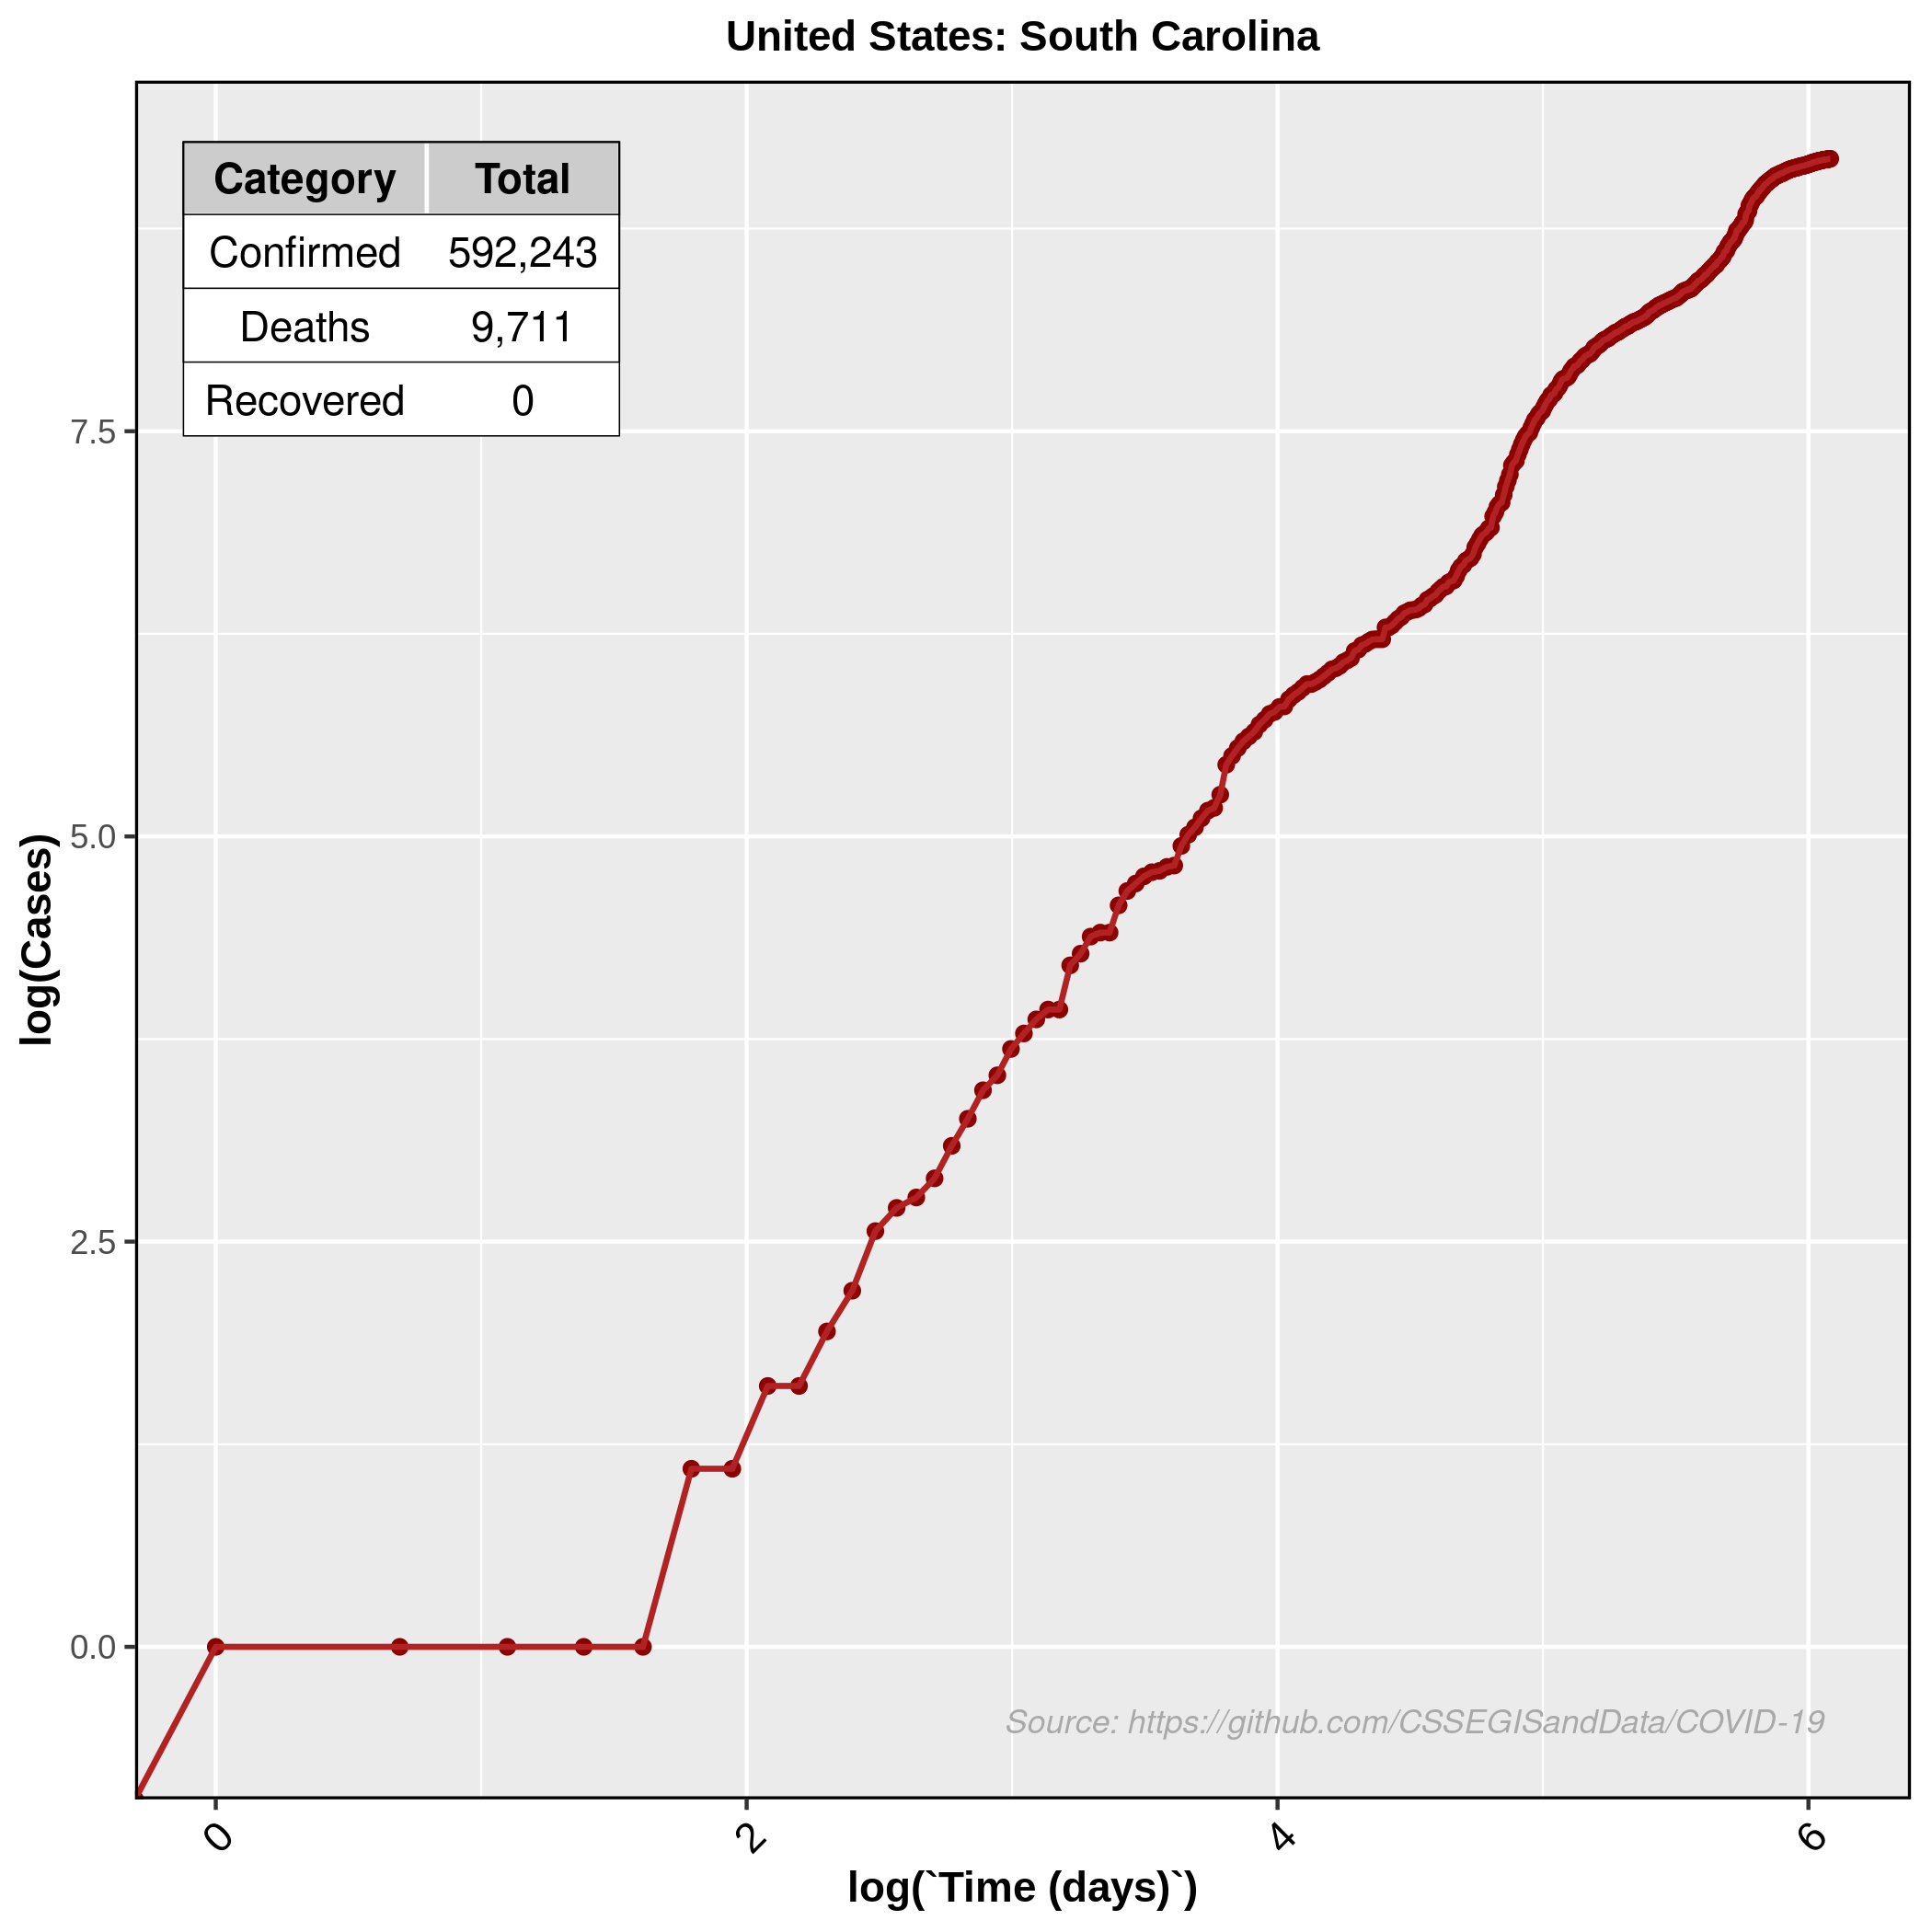 United States: South Carolina
Category Total
Confirmed 592,243
Deaths 9,711
Recovered 0
7.5
5.0
2.5
0.0
log(Cases)
Source: https://github.com/CSSEGISandData/COVID-19
0 2 4 6
log(`Time (days)`)